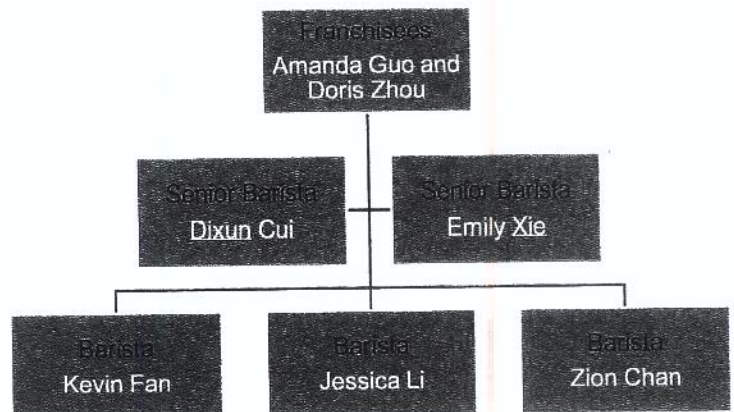 Franchisees
Amanda Guo and
Doris Zhou
Senior Barista
Dixun Cui
Senior Barista
Emily Xie
Barista
Kevin Fan
Barista
Jessica Li
Barista
Zion Chan